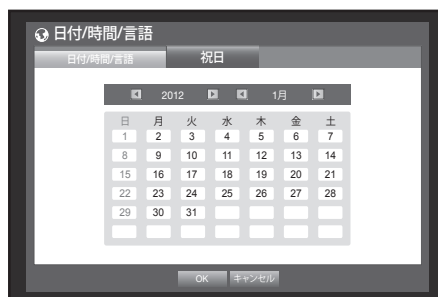 日付/時間/言語
日付/時間/言語 祝日
2012 1月
日 月 火 水 木 金 土
1 2 3 4 5 6 7
8 9 10 11 12 13 14
15 16 17 18 19 20 21
22 23 24 25 26 27 28
29 30 31
OK キャンセル